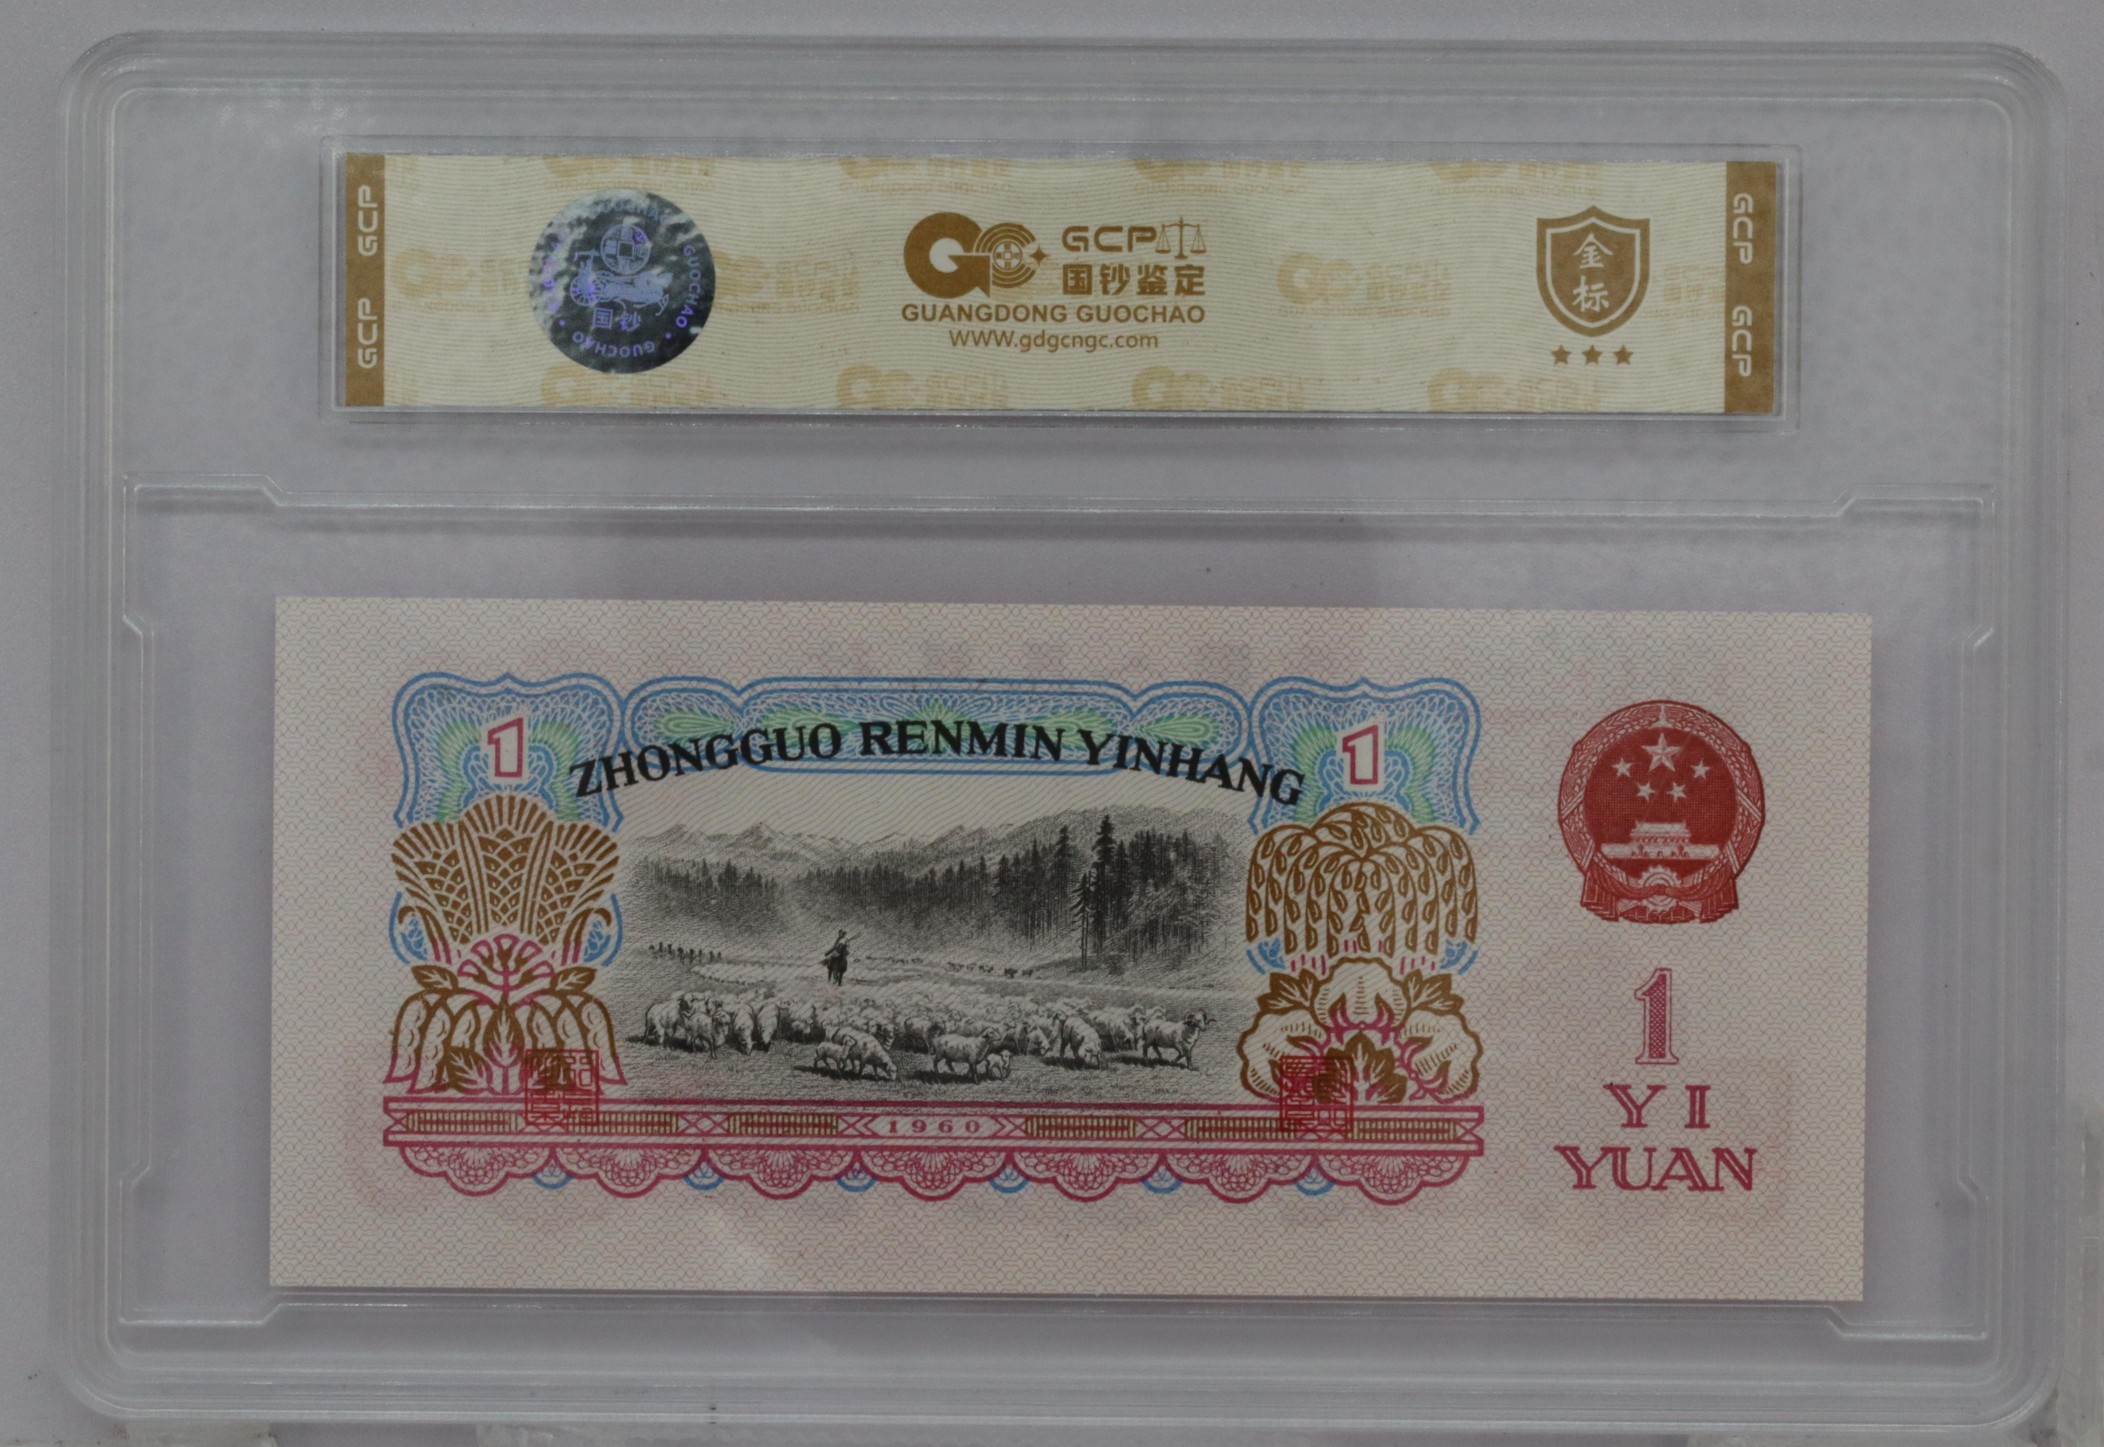 GCP
GCP
GUOCHAO
国钞
GUOCHAO
GCP
国钞鉴定
GUANGDONG GUOCHAO
WWW.gdgcngc.com
金
标
GCP
GCP
1
ZHONGGUO RENMIN YINHANG
1
1960
1
YI
YUAN